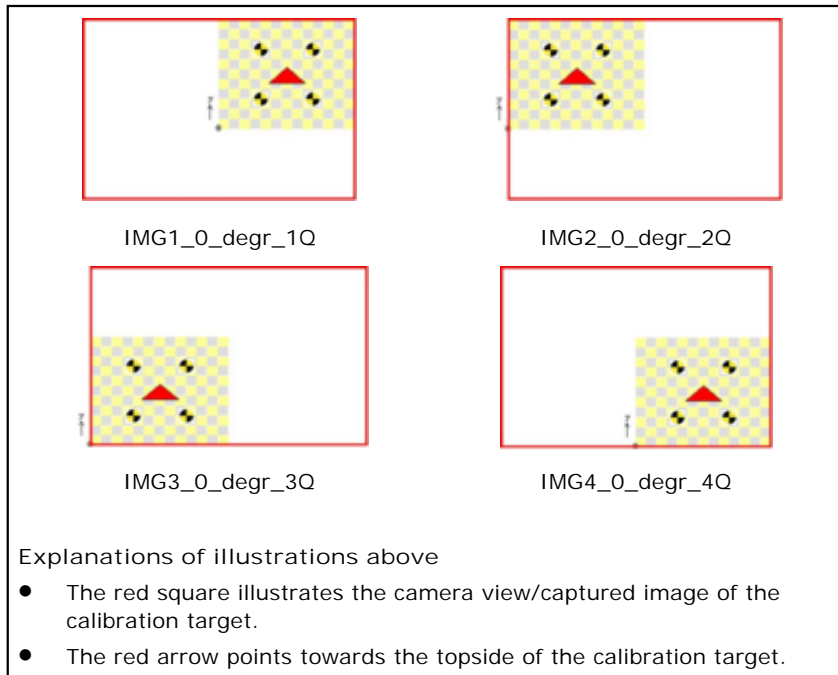 IMG1_0_degr_1Q
IMG2_0_degr_2Q
IMG3_0_degr_3Q
IMG4_0_degr_4Q
Explanations of illustrations above
● The red square illustrates the camera view/captured image of the
calibration target.
● The red arrow points towards the topside of the calibration target.